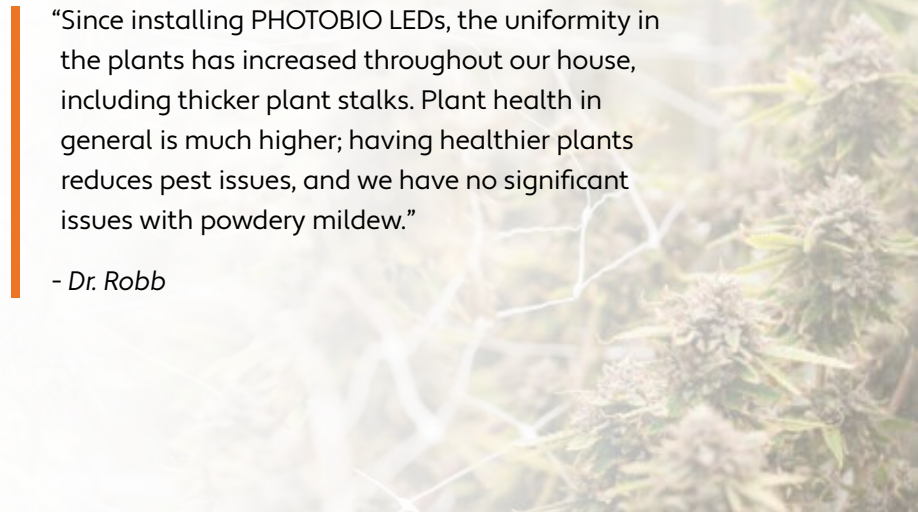 “Since installing PHOTOBIO LEDs, the uniformity in
the plants has increased throughout our house,
including thicker plant stalks. Plant health in
general is much higher; having healthier plants
reduces pest issues, and we have no significant
issues with powdery mildew.”
- Dr. Robb